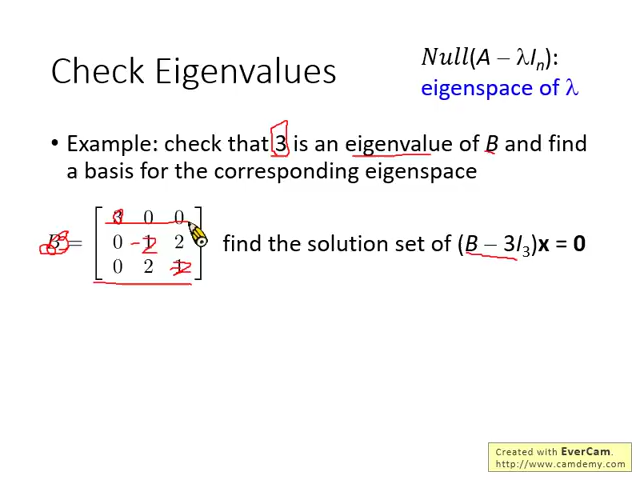 Null(A − λIₙ):
Check Eigenvalues
eigenspace of λ
• Example: check that 3 is an eigenvalue of B and find
a basis for the corresponding eigenspace
B = [3 0 0
0 1 2
0 2 1]
-2
-2
find the solution set of (B − 3I₃)x = 0
Created with EverCam.
http://www.camdemy.com